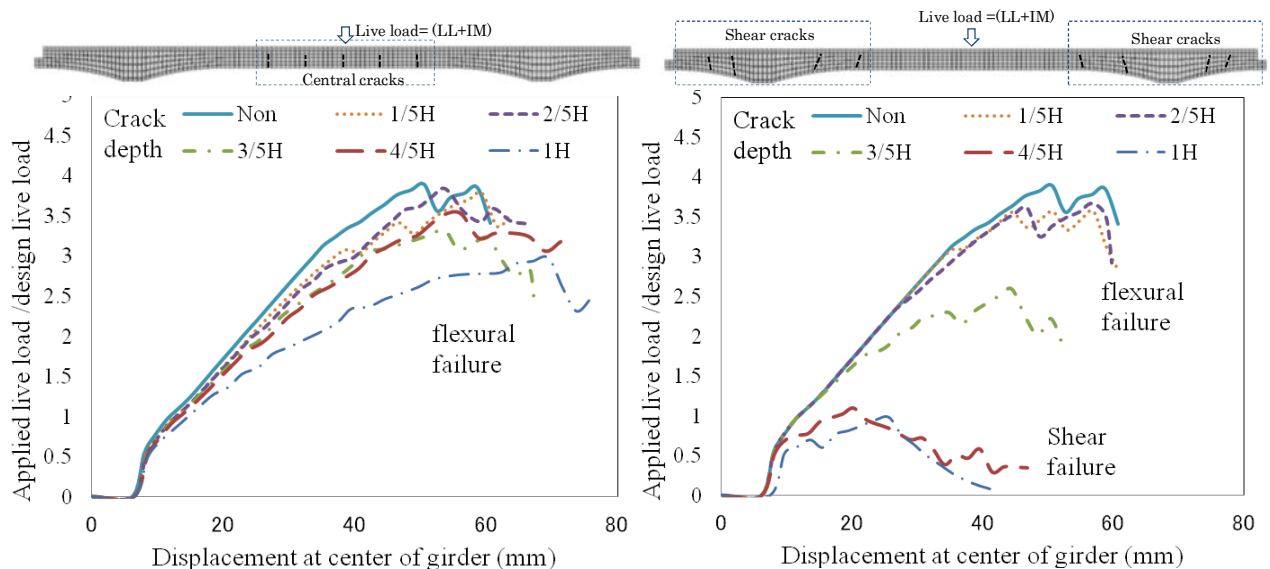 Live load= (LL+IM)
Central cracks
5
4.5
4
3.5
3
2.5
2
1.5
1
0.5
0
Crack
depth
Non
1/5H
2/5H
3/5H
4/5H
1H
flexural
failure
0
20
40
60
80
Applied live load /design live load
Displacement at center of girder (mm)
Live load =(LL+IM)
Shear cracks
Shear cracks
5
4.5
4
3.5
3
2.5
2
1.5
1
0.5
0
Crack
depth
Non
1/5H
2/5H
3/5H
4/5H
1H
flexural
failure
Shear
failure
0
20
40
60
80
Applied live load /design live load
Displacement at center of girder (mm)